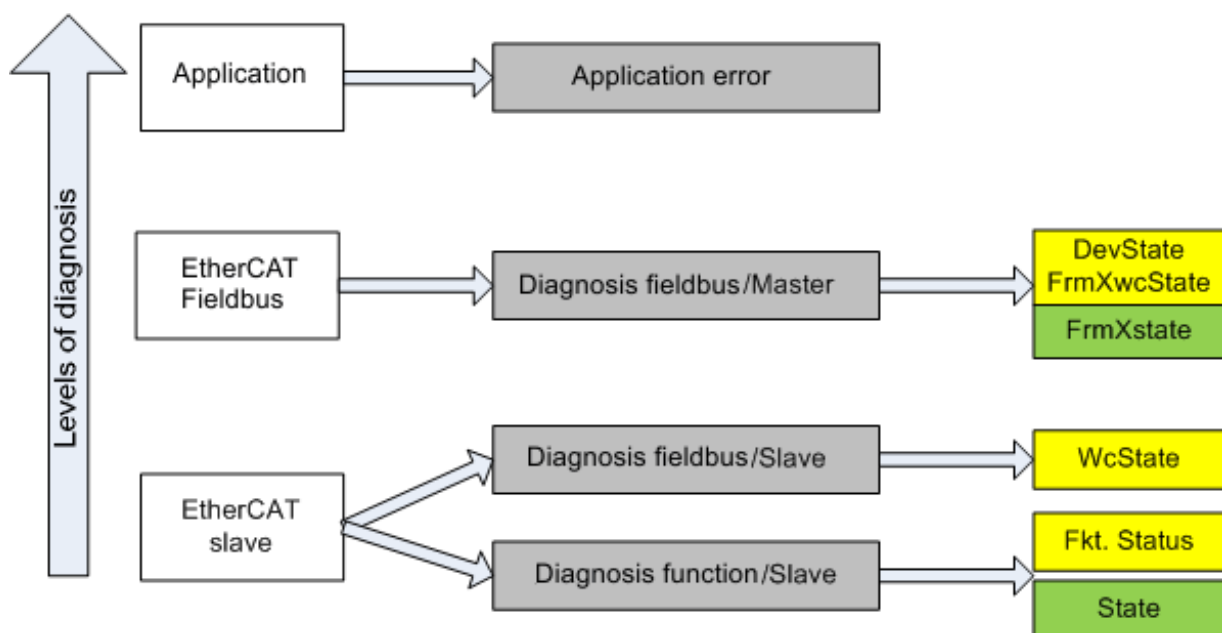 Levels of diagnosis
Application
Application error
EtherCAT
Fieldbus
Diagnosis fieldbus/Master
DevState
FrmXwcState
FrmXstate
EtherCAT
slave
Diagnosis fieldbus/Slave
WcState
Diagnosis function/Slave
Fkt. Status
State